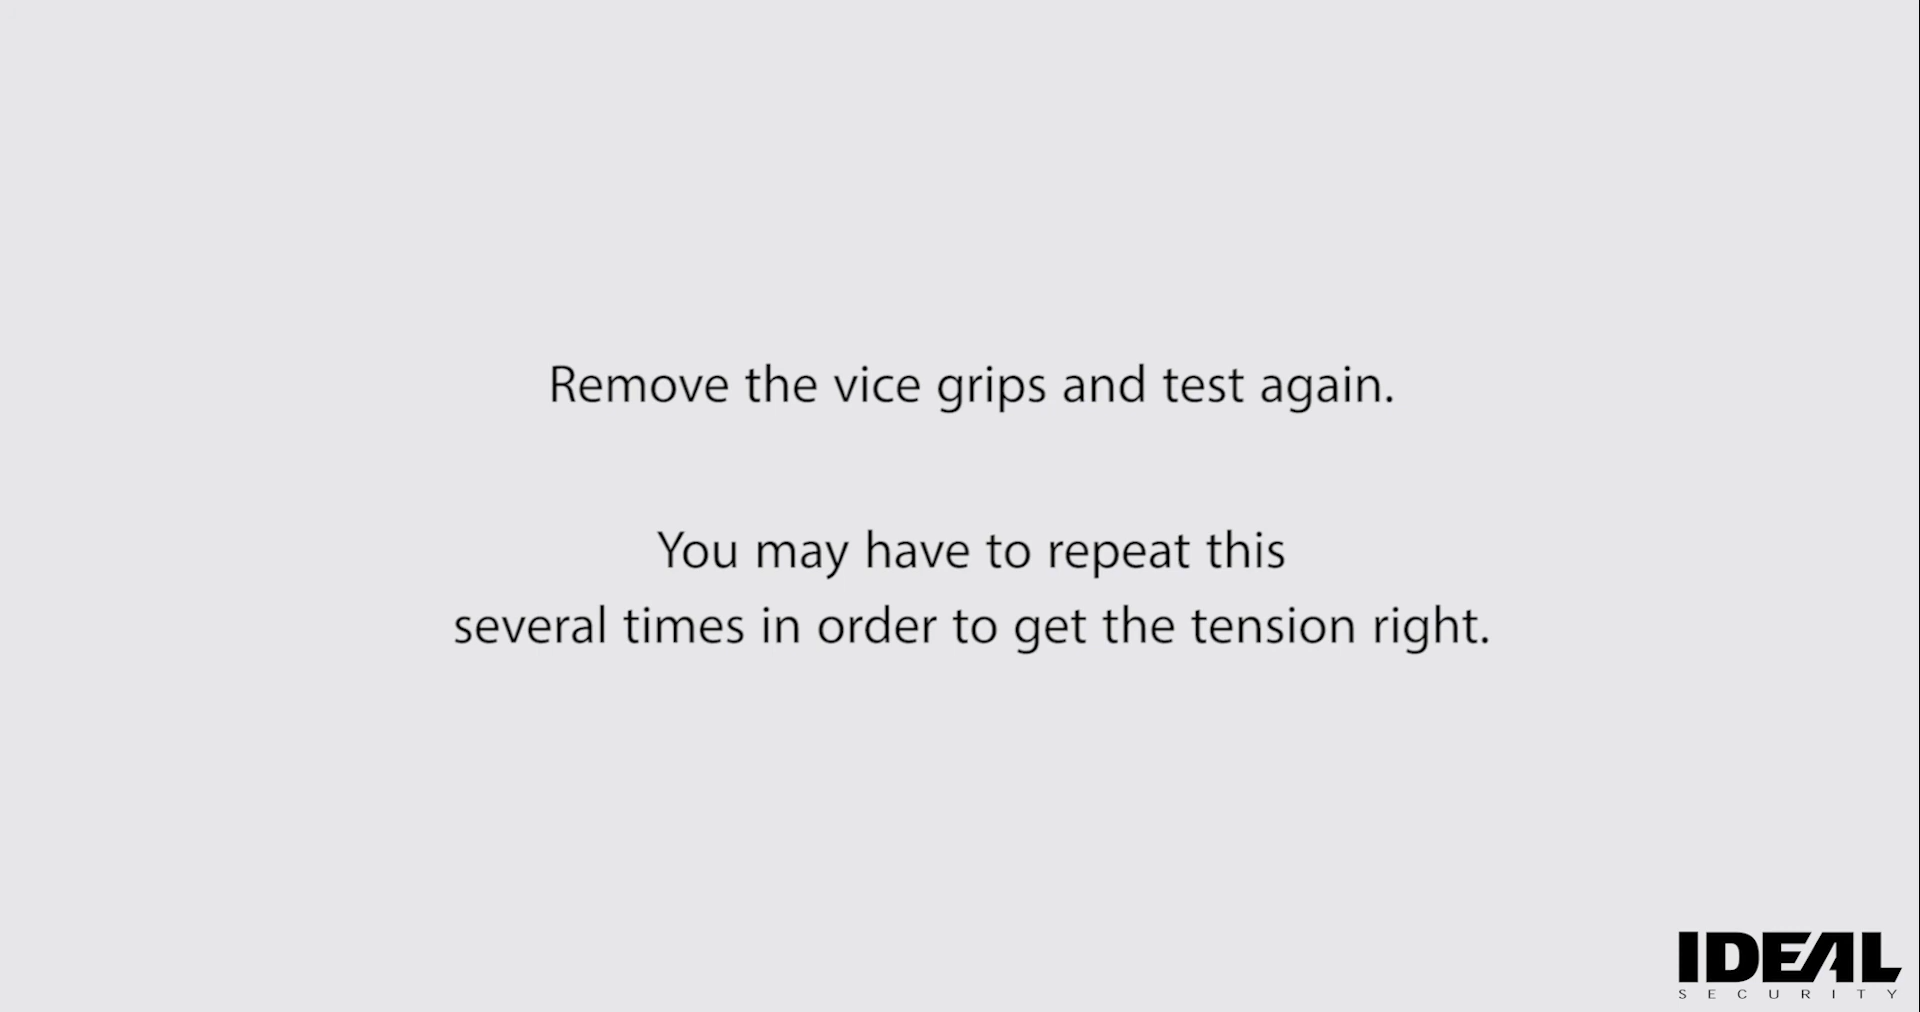 Remove the vice grips and test again.
You may have to repeat this
several times in order to get the tension right.
IDEAL
SECURITY